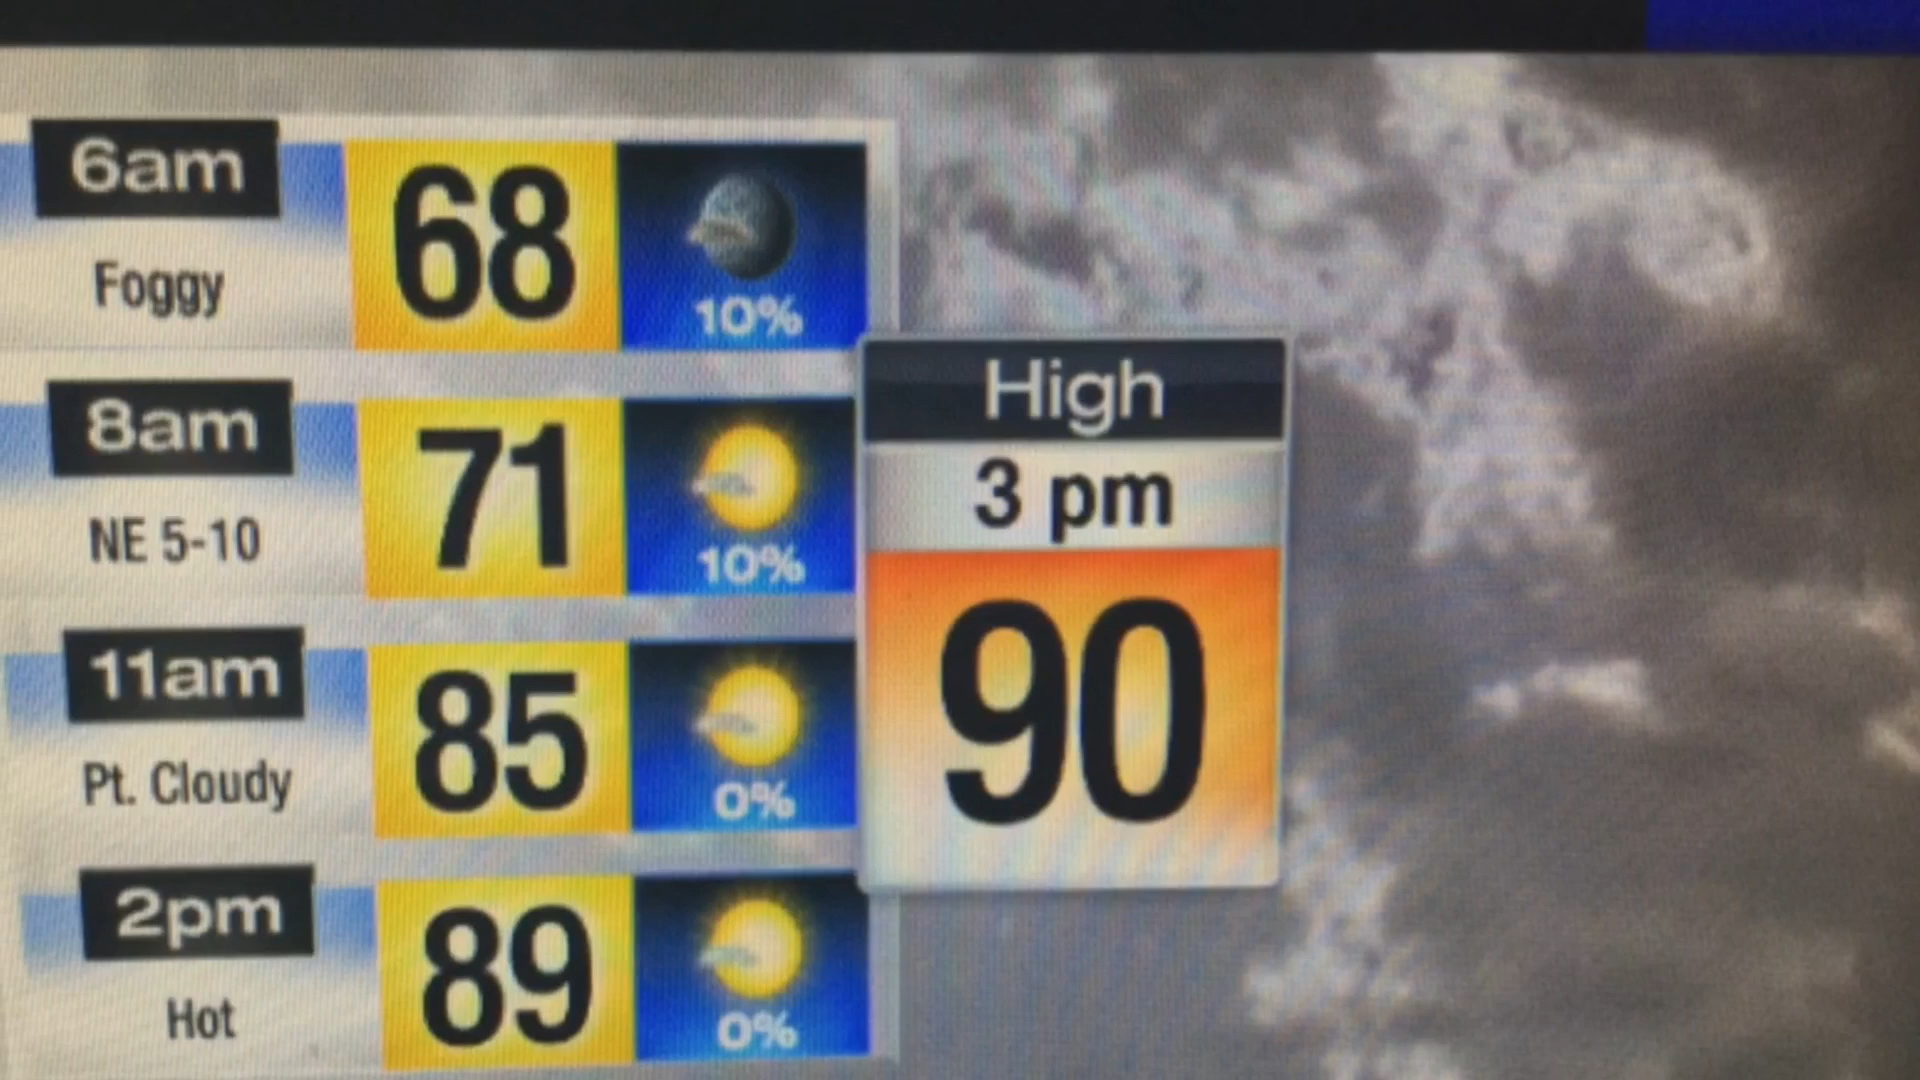 6am
Foggy
68
10%
8am
NE 5-10
71
10%
11am
Pt. Cloudy
85
0%
2pm
Hot
89
0%
High
3 pm
90